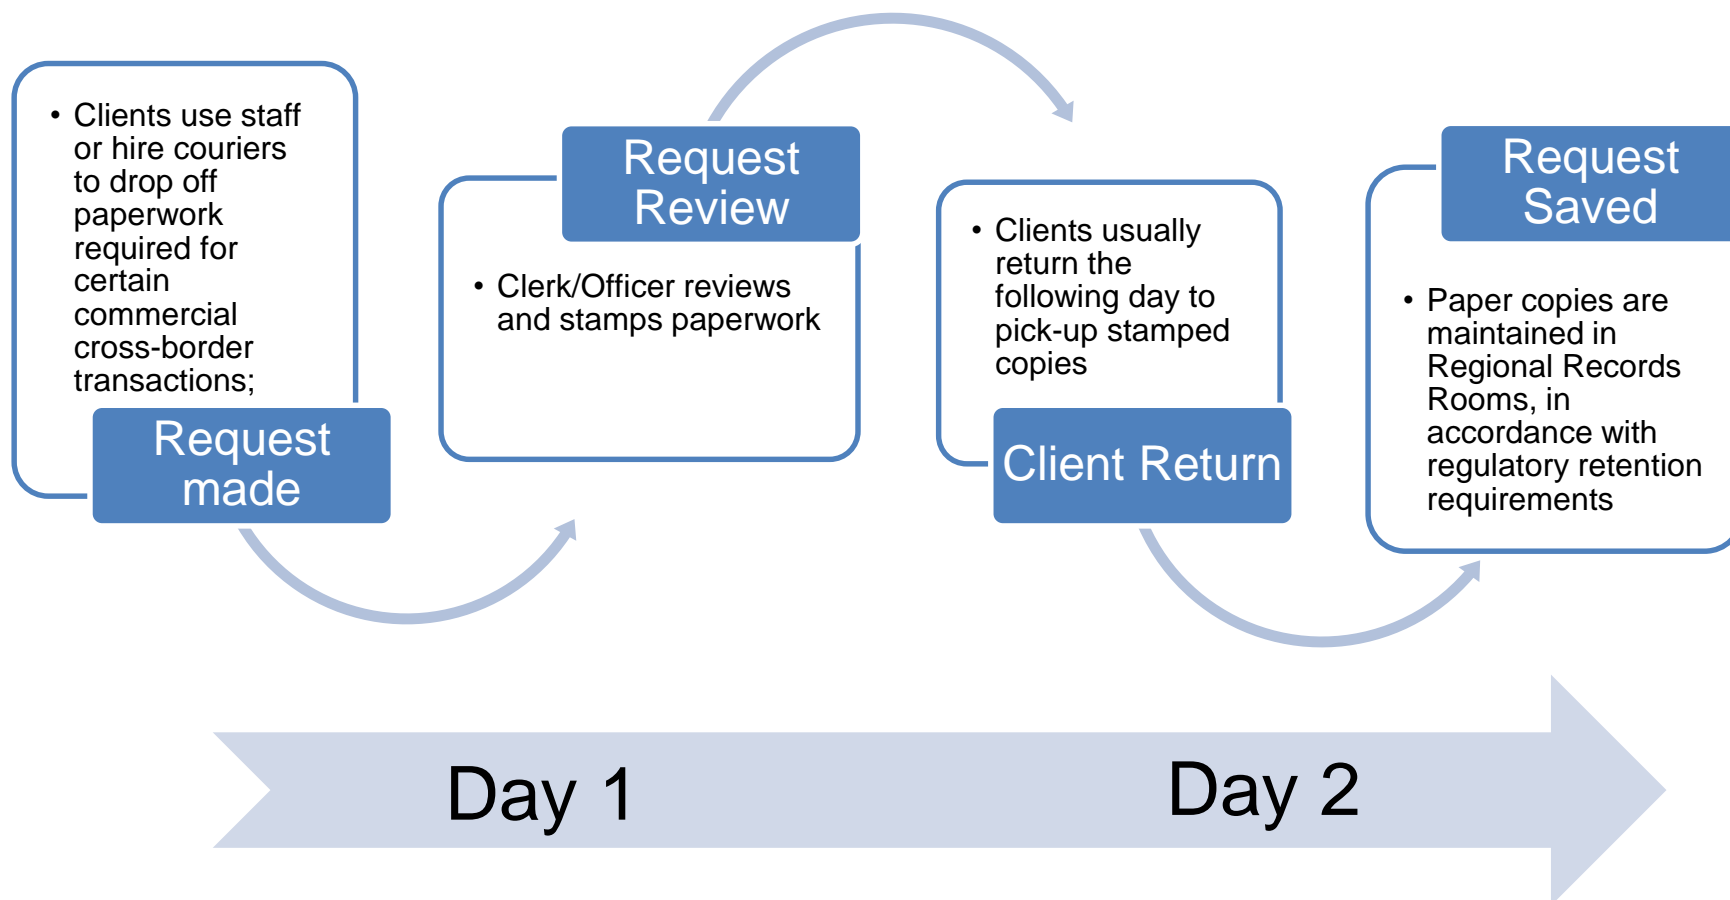 • Clients use staff
or hire couriers
to drop off
paperwork
required for
certain
commercial
cross-border
transactions;
Request
made
Request
Review
• Clerk/Officer reviews
and stamps paperwork
• Clients usually
return the
following day to
pick-up stamped
copies
Client Return
Request
Saved
• Paper copies are
maintained in
Regional Records
Rooms, in
accordance with
regulatory retention
requirements
Day 1
Day 2